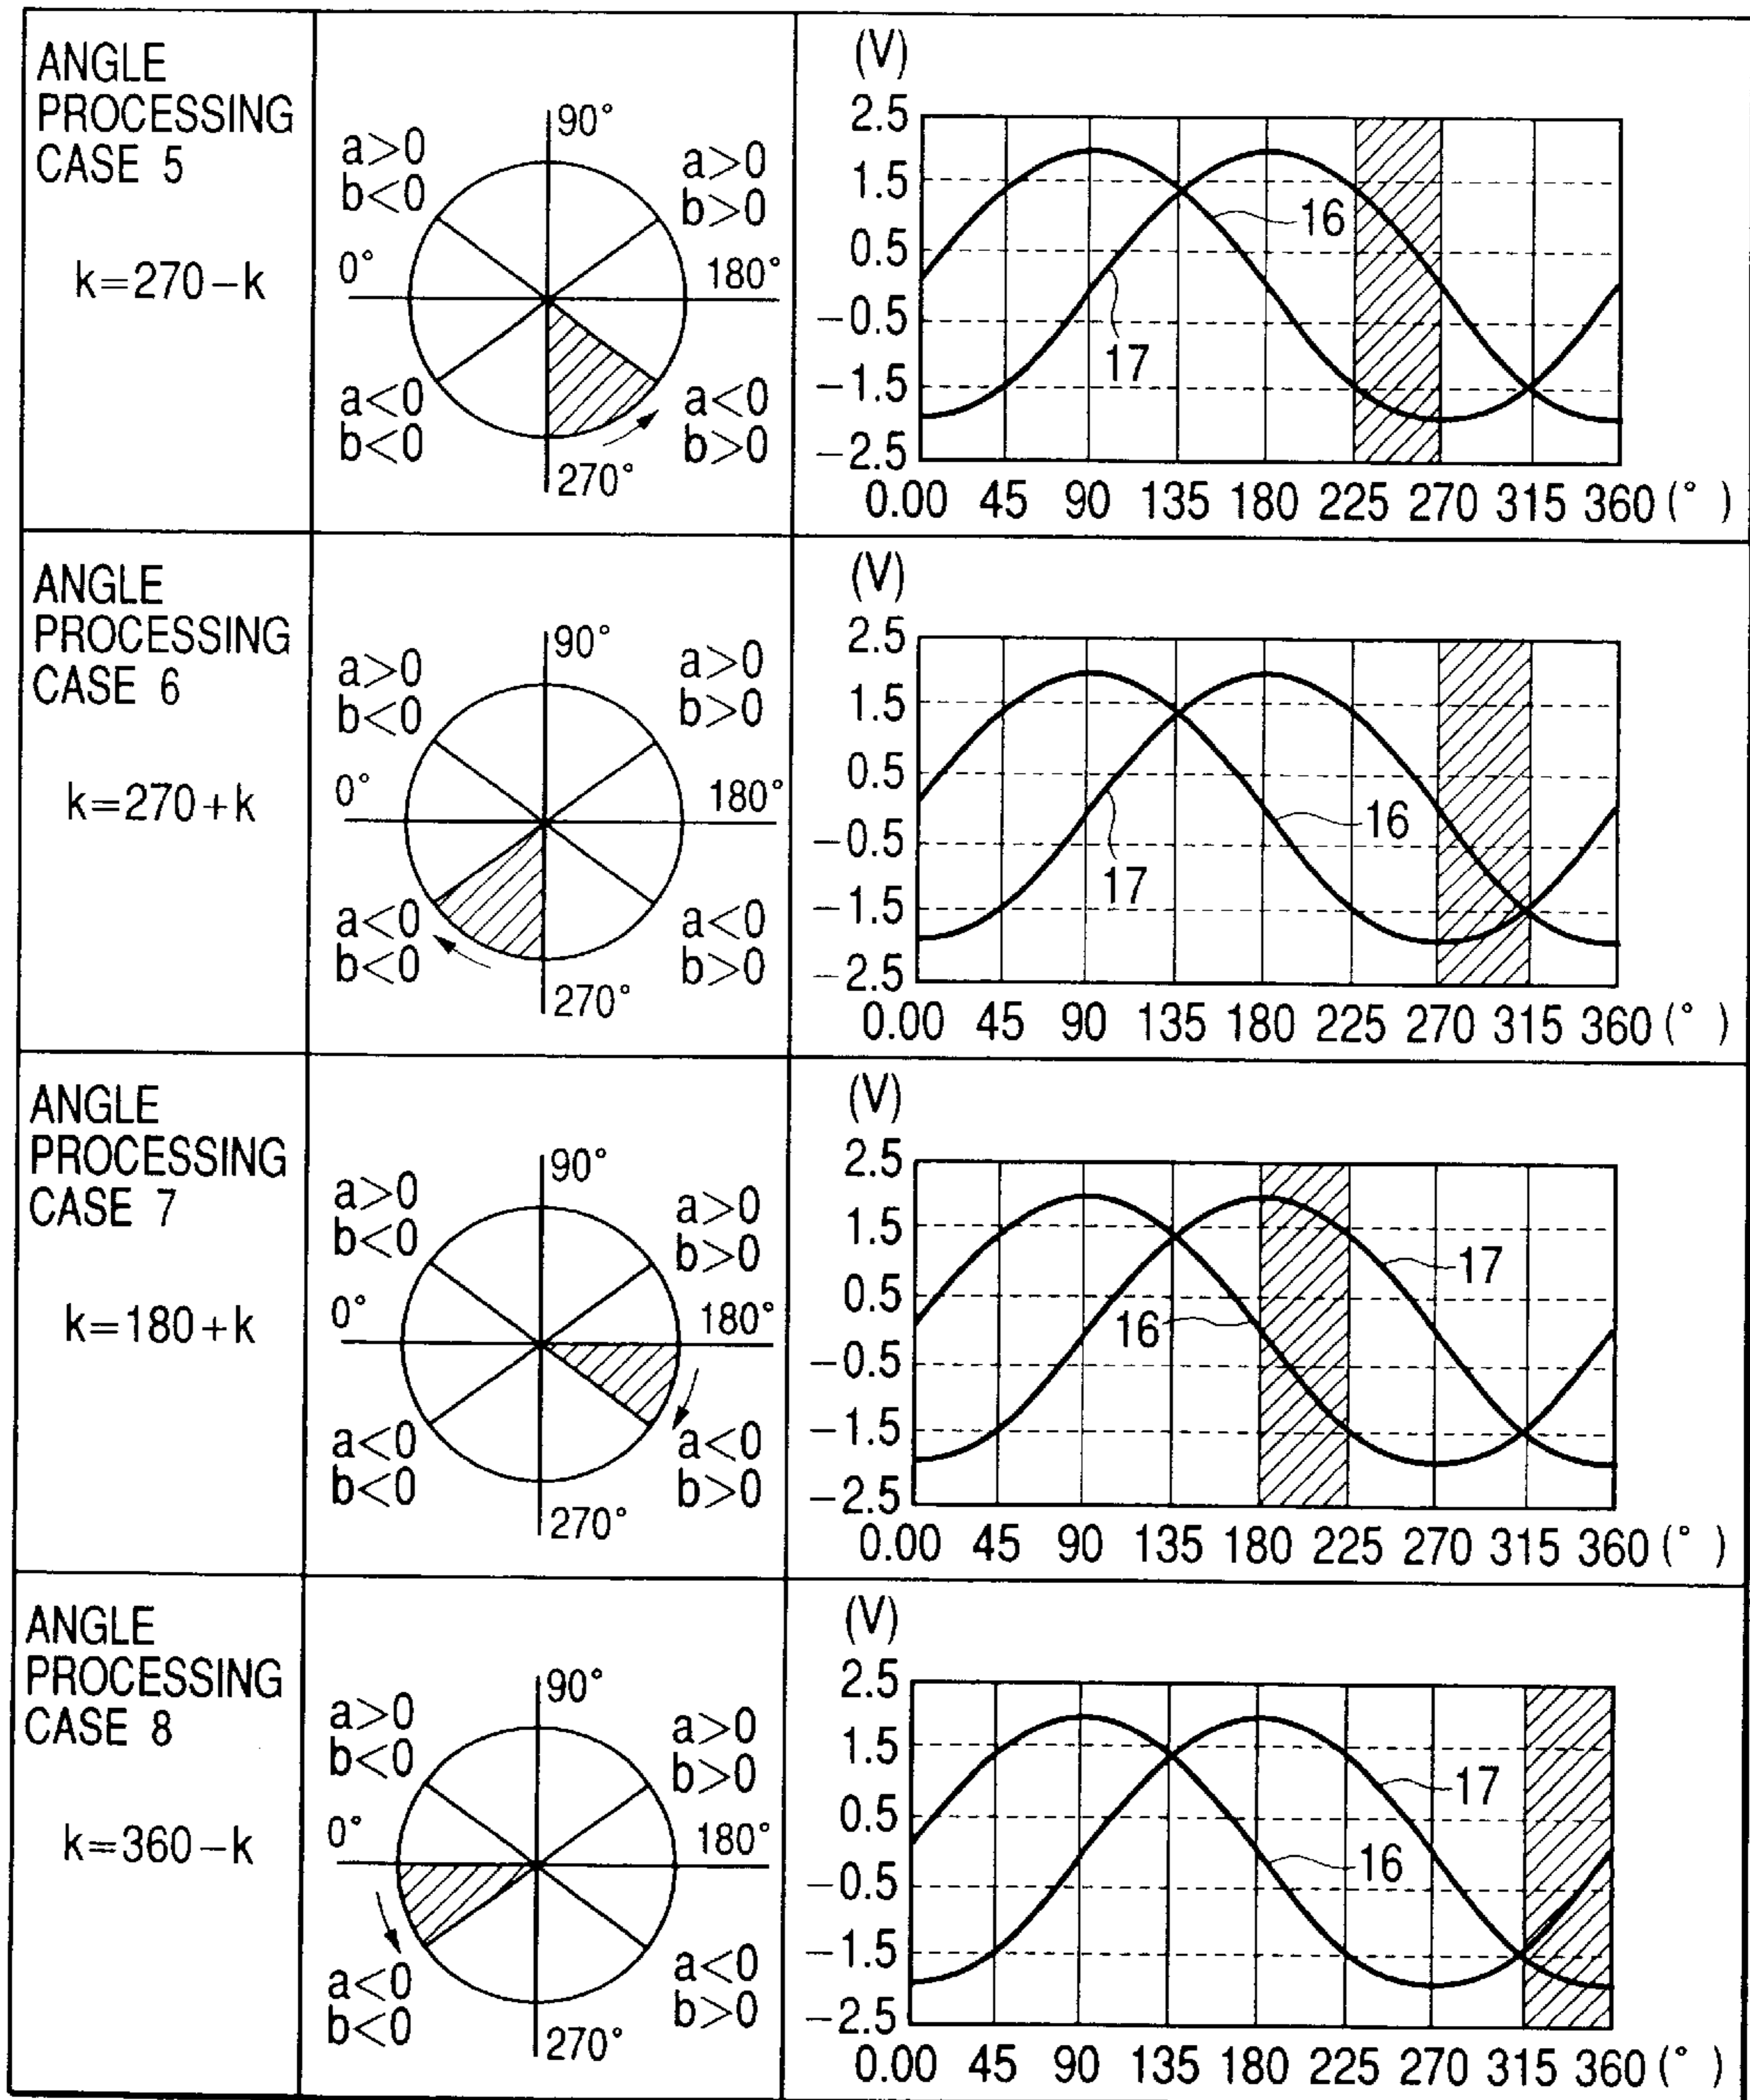 ANGLE
PROCESSING
CASE 5
k=270−k
90°
a>0
b<0
a>0
b>0
0°
180°
a<0
b<0
a<0
b>0
270°
(V)
2.5
1.5
0.5
−0.5
−1.5
−2.5
16
17
0.00 45 90 135 180 225 270 315 360 (°)
ANGLE
PROCESSING
CASE 6
k=270+k
90°
a>0
b<0
a>0
b>0
0°
180°
a<0
b<0
a<0
b>0
270°
(V)
2.5
1.5
0.5
−0.5
−1.5
−2.5
16
17
0.00 45 90 135 180 225 270 315 360 (°)
ANGLE
PROCESSING
CASE 7
k=180+k
90°
a>0
b<0
a>0
b>0
0°
180°
a<0
b<0
a<0
b>0
270°
(V)
2.5
1.5
0.5
−0.5
−1.5
−2.5
17
16
0.00 45 90 135 180 225 270 315 360 (°)
ANGLE
PROCESSING
CASE 8
k=360−k
90°
a>0
b<0
a>0
b>0
0°
180°
a<0
b<0
a<0
b>0
270°
(V)
2.5
1.5
0.5
−0.5
−1.5
−2.5
17
16
0.00 45 90 135 180 225 270 315 360 (°)